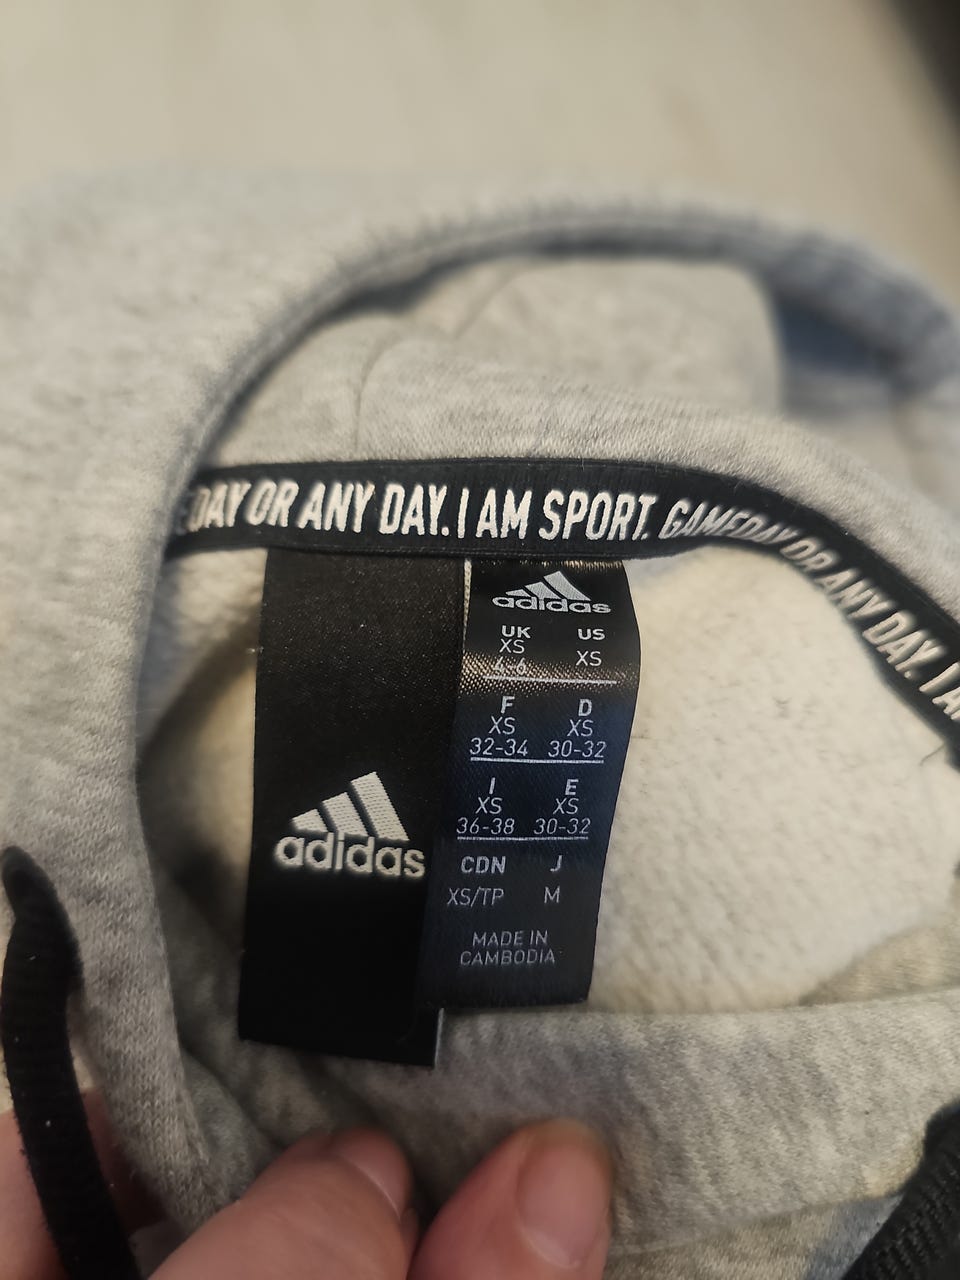 DAY OR ANY DAY. I AM SPORT. GAMEDAY OR ANY DAY. I
adidas
adidas
UK US
XS XS
4-6
F D
XS XS
32-34 30-32
I E
XS XS
36-38 30-32
CDN J
XS/TP M
MADE IN
CAMBODIA